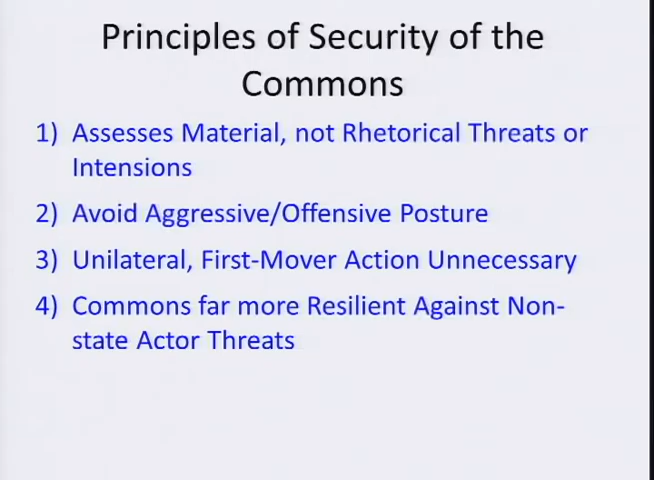 Principles of Security of the
Commons
1) Assesses Material, not Rhetorical Threats or
Intensions
2) Avoid Aggressive/Offensive Posture
3) Unilateral, First-Mover Action Unnecessary
4) Commons far more Resilient Against Non-
state Actor Threats